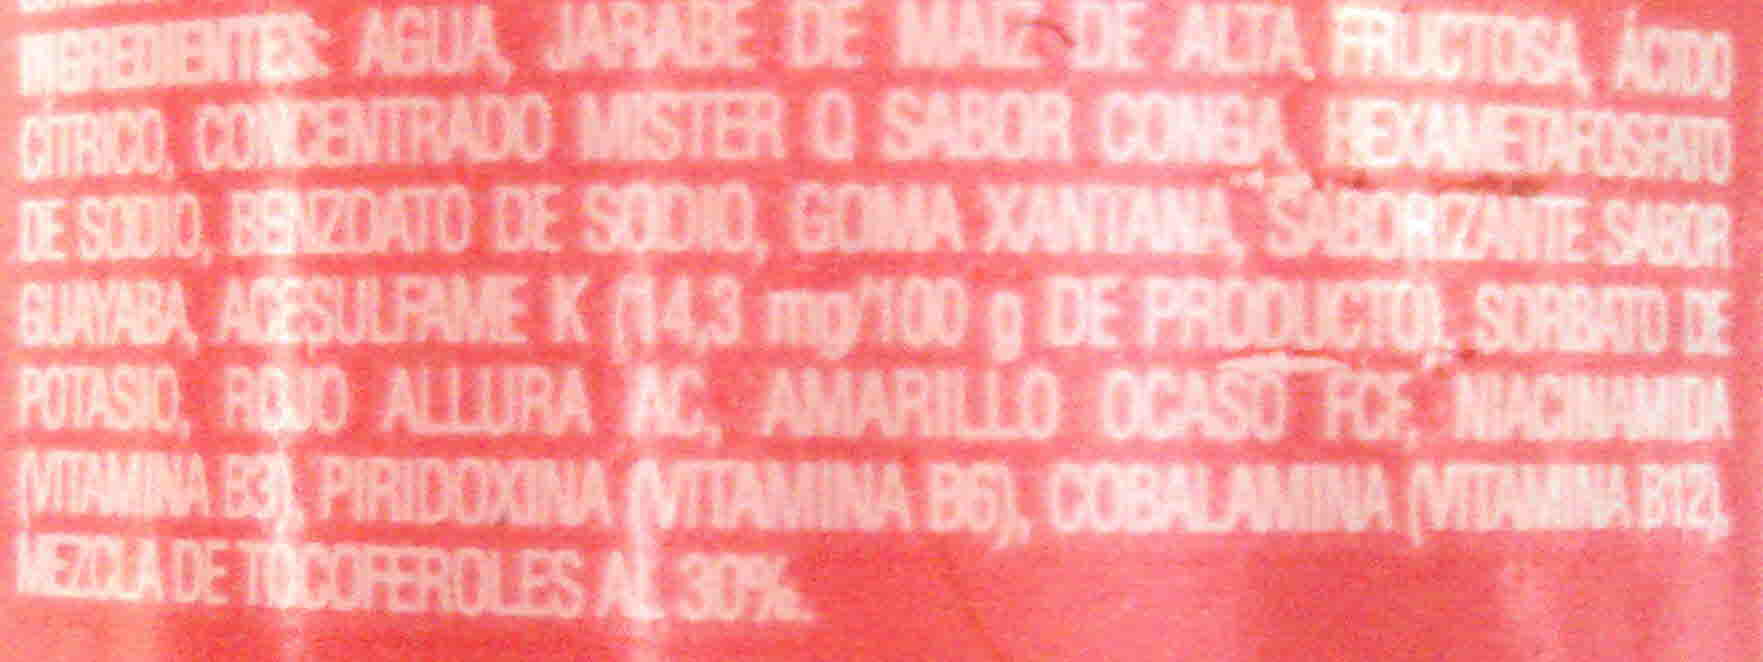 INGREDIENTES: AGUA, JARABE DE MAÍZ DE ALTA FRUCTOSA, ÁCIDO
CÍTRICO, CONCENTRADO MISTER Q SABOR CONGA, HEXAMETAFOSFATO
DE SODIO, BENZOATO DE SODIO, GOMA XANTANA, SABORIZANTE SABOR
GUAYABA, ACESULFAME K (14,3 mg/100 g DE PRODUCTO), SORBATO DE
POTASIO, ROJO ALLURA AC, AMARILLO OCASO FCF, NIACINAMIDA
(VITAMINA B3), PIRIDOXINA (VITAMINA B6), COBALAMINA (VITAMINA B12),
MEZCLA DE TOCOFEROLES AL 30%.